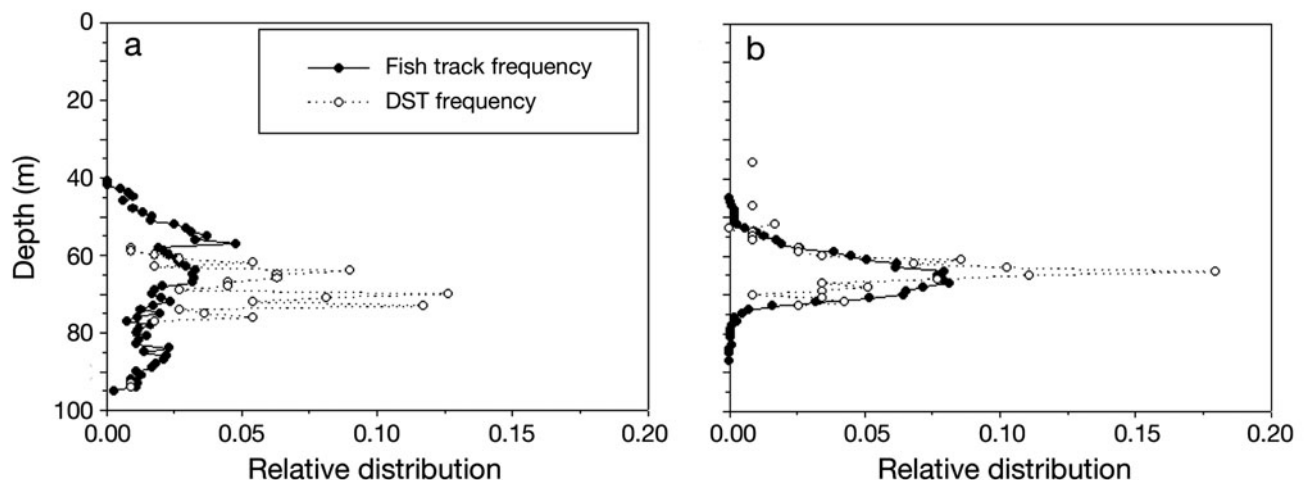 a
Fish track frequency
DST frequency
b
Depth (m)
0
20
40
60
80
100
0.00 0.05 0.10 0.15 0.20
0.00 0.05 0.10 0.15 0.20
Relative distribution
Relative distribution